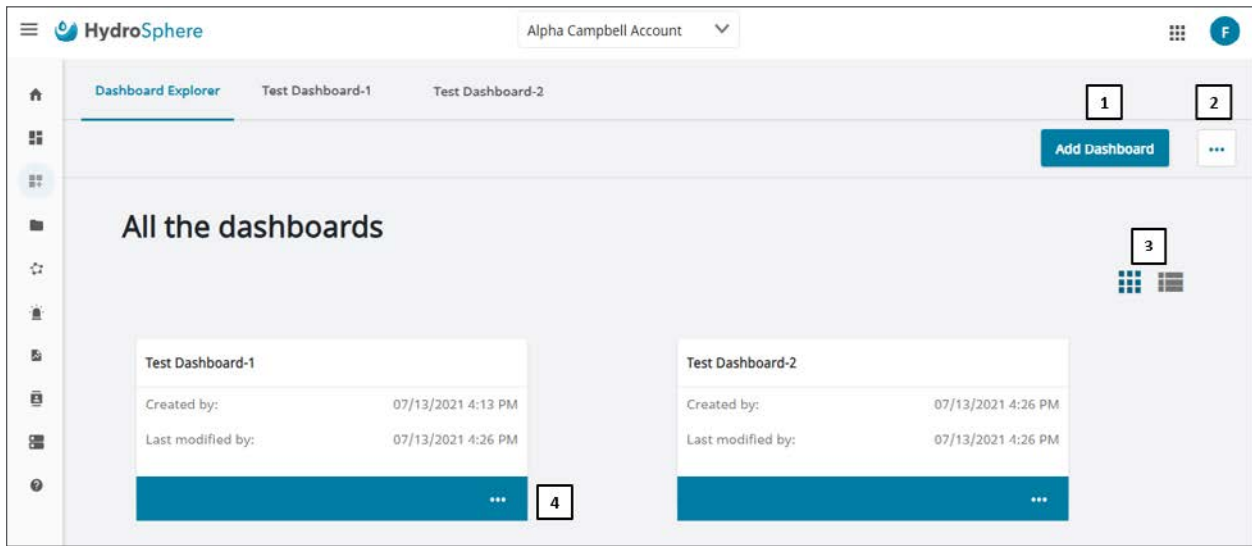 HydroSphere
Alpha Campbell Account
F
Dashboard Explorer
Test Dashboard-1
Test Dashboard-2
1
2
Add Dashboard
All the dashboards
3
Test Dashboard-1
Created by: 07/13/2021 4:13 PM
Last modified by: 07/13/2021 4:26 PM
4
Test Dashboard-2
Created by: 07/13/2021 4:26 PM
Last modified by: 07/13/2021 4:26 PM